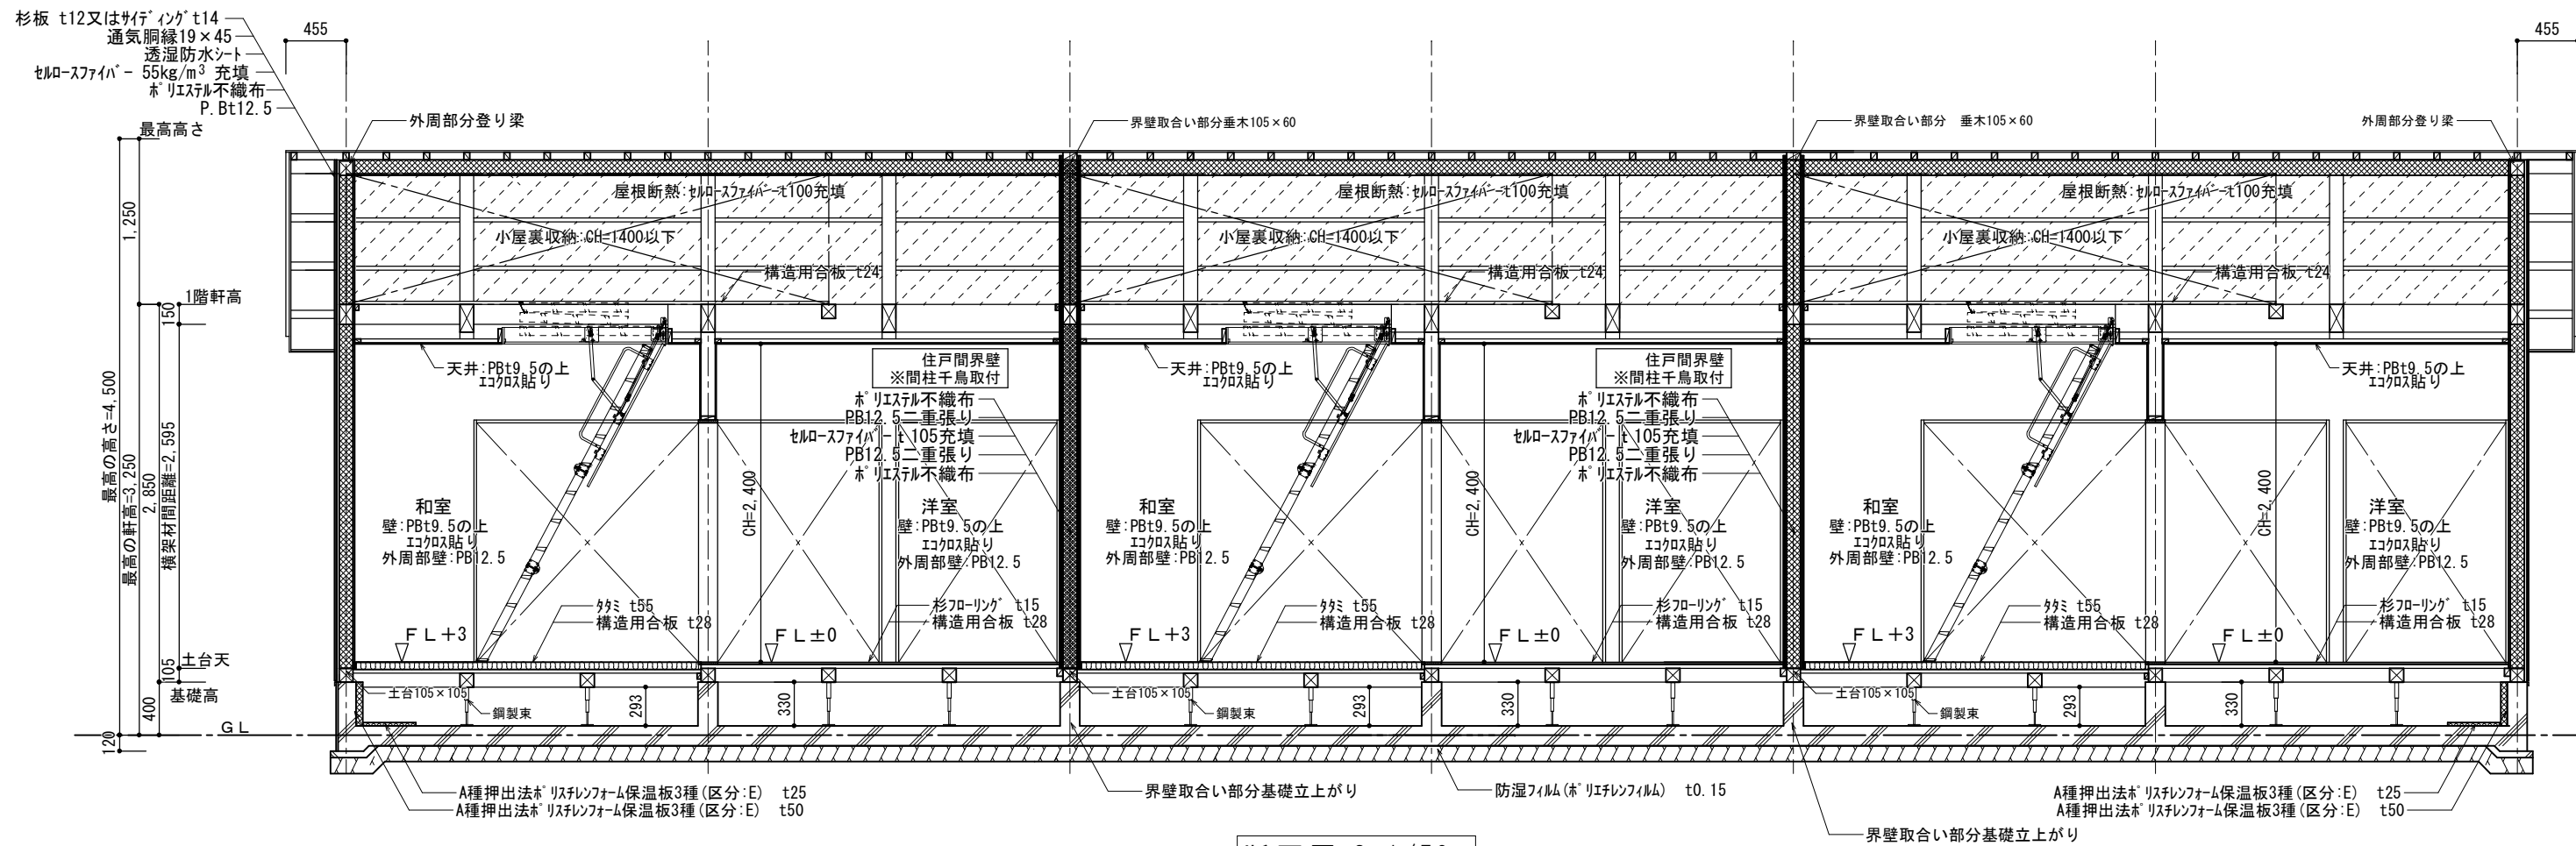 杉板 t12又はｻｲﾃﾞｨﾝｸﾞt14
通気胴縁19×45
透湿防水ｼｰﾄ
ｾﾙﾛｰｽﾌｧｲﾊﾞｰ 55kg/m³ 充填
ﾎﾟﾘｴｽﾃﾙ不織布
P.Bt12.5
455
455
最高高さ
外周部分登り梁
界壁取合い部分垂木105×60
界壁取合い部分 垂木105×60
外周部分登り梁
屋根断熱:ｾﾙﾛｰｽﾌｧｲﾊﾞｰｰt100充填
屋根断熱:ｾﾙﾛｰｽﾌｧｲﾊﾞｰｰt100充填
屋根断熱:ｾﾙﾛｰｽﾌｧｲﾊﾞｰｰt100充填
小屋裏収納:CH=1400以下
小屋裏収納:CH=1400以下
小屋裏収納:CH=1400以下
構造用合板 t24
構造用合板 t24
構造用合板 t24
1,250
1階軒高
150
最高の高さ=4,500
最高の軒高=3,250
2,850
横架材間距離=2,595
土台天
105
基礎高
400
GL
120
天井:PBt9.5の上
ｴｺｸﾛｽ貼り
天井:PBt9.5の上
ｴｺｸﾛｽ貼り
天井:PBt9.5の上
ｴｺｸﾛｽ貼り
住戸間界壁
※間柱千鳥取付
ﾎﾟﾘｴｽﾃﾙ不織布
PB12.5二重張り
ｾﾙﾛｰｽﾌｧｲﾊﾞｰt105充填
PB12.5二重張り
ﾎﾟﾘｴｽﾃﾙ不織布
住戸間界壁
※間柱千鳥取付
ﾎﾟﾘｴｽﾃﾙ不織布
PB12.5二重張り
ｾﾙﾛｰｽﾌｧｲﾊﾞｰt105充填
PB12.5二重張り
ﾎﾟﾘｴｽﾃﾙ不織布
CH=2,400
CH=2,400
CH=2,400
和室
壁:PBt9.5の上
ｴｺｸﾛｽ貼り
外周部壁:PB12.5
洋室
壁:PBt9.5の上
ｴｺｸﾛｽ貼り
外周部壁:PB12.5
和室
壁:PBt9.5の上
ｴｺｸﾛｽ貼り
外周部壁:PB12.5
洋室
壁:PBt9.5の上
ｴｺｸﾛｽ貼り
外周部壁:PB12.5
和室
壁:PBt9.5の上
ｴｺｸﾛｽ貼り
外周部壁:PB12.5
洋室
壁:PBt9.5の上
ｴｺｸﾛｽ貼り
外周部壁:PB12.5
ﾀﾀﾐ t55
構造用合板 t28
杉ﾌﾛｰﾘﾝｸﾞ t15
構造用合板 t28
ﾀﾀﾐ t55
構造用合板 t28
杉ﾌﾛｰﾘﾝｸﾞ t15
構造用合板 t28
ﾀﾀﾐ t55
構造用合板 t28
杉ﾌﾛｰﾘﾝｸﾞ t15
構造用合板 t28
FL+3
FL±0
FL+3
FL±0
FL+3
FL±0
土台105×105
鋼製束
293
330
土台105×105
鋼製束
293
330
土台105×105
鋼製束
293
330
A種押出法ﾎﾟﾘｽﾁﾚﾝﾌｫｰﾑ保温板3種(区分:E) t25
A種押出法ﾎﾟﾘｽﾁﾚﾝﾌｫｰﾑ保温板3種(区分:E) t50
界壁取合い部分基礎立上がり
防湿ﾌｨﾙﾑ(ﾎﾟﾘｴﾁﾚﾝﾌｨﾙﾑ) t0.15
A種押出法ﾎﾟﾘｽﾁﾚﾝﾌｫｰﾑ保温板3種(区分:E) t25
A種押出法ﾎﾟﾘｽﾁﾚﾝﾌｫｰﾑ保温板3種(区分:E) t50
界壁取合い部分基礎立上がり